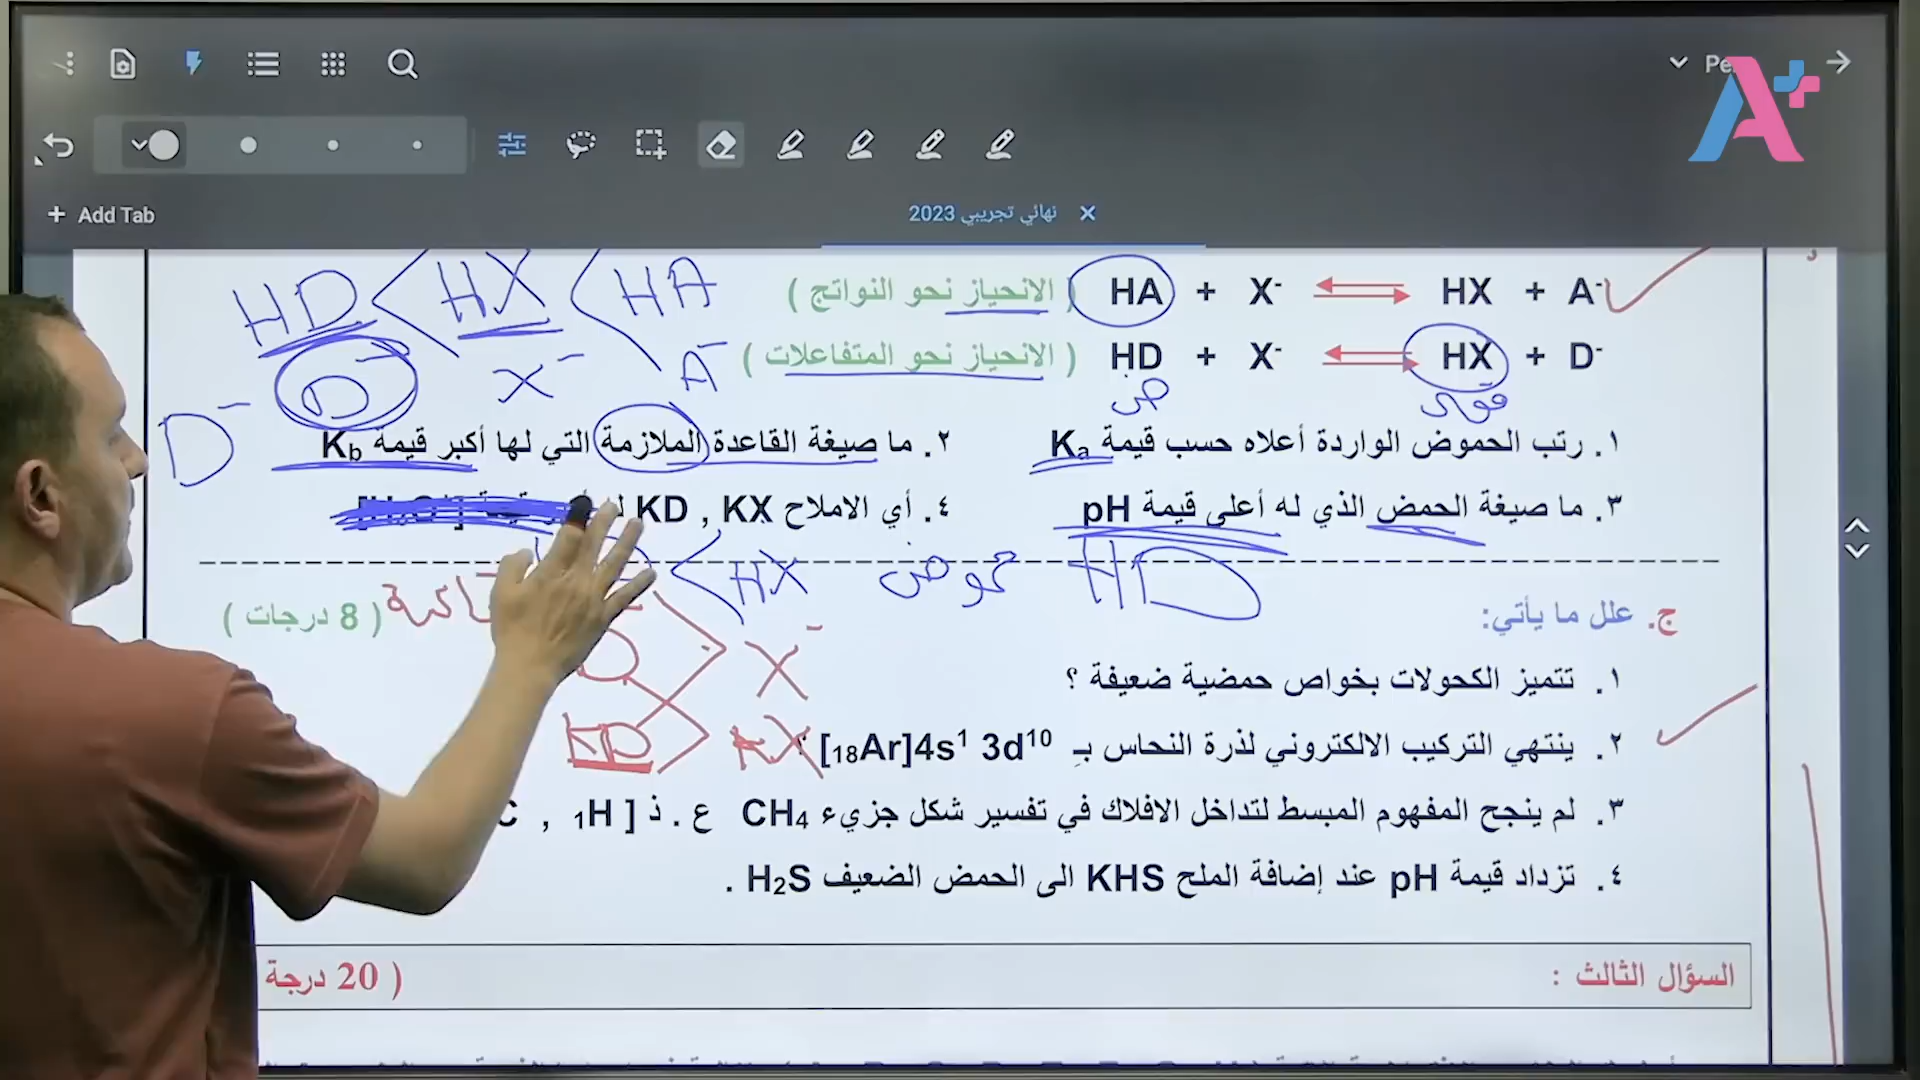 Pe
A+
Add Tab
نهائي تجريبي 2023
HD < HX < HA
( الانحياز نحو النواتج ) HA + X- ⇌ HX + A-
D- X- A-
( الانحياز نحو المتفاعلات ) HD + X- ⇌ HX + D-
ض
قوي
D-
١. رتب الحموض الواردة أعلاه حسب قيمة Ka
٢. ما صيغة القاعدة الملازمة التي لها أكبر قيمة Kb
٣. ما صيغة الحمض الذي له أعلى قيمة pH
٤. أي الاملاح KD , KX
< HX حموض HD
ج. علل ما يأتي: ( 8 درجات )
X-
١. تتميز الكحولات بخواص حمضية ضعيفة ؟
٢. ينتهي التركيب الالكتروني لذرة النحاس بـِ [18Ar]4s1 3d10 ؟
KD > KX
٣. لم ينجح المفهوم المبسط لتداخل الافلاك في تفسير شكل جزيء CH4 ع . ذ [ 1H , C
٤. تزداد قيمة pH عند إضافة الملح KHS الى الحمض الضعيف H2S .
السؤال الثالث : ( 20 درجة